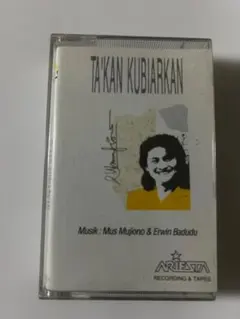 TA'KAN KUBIARKAN
Musik : Mus Mujiono & Erwin Badudu
ARIESTA
RECORDING & TAPES